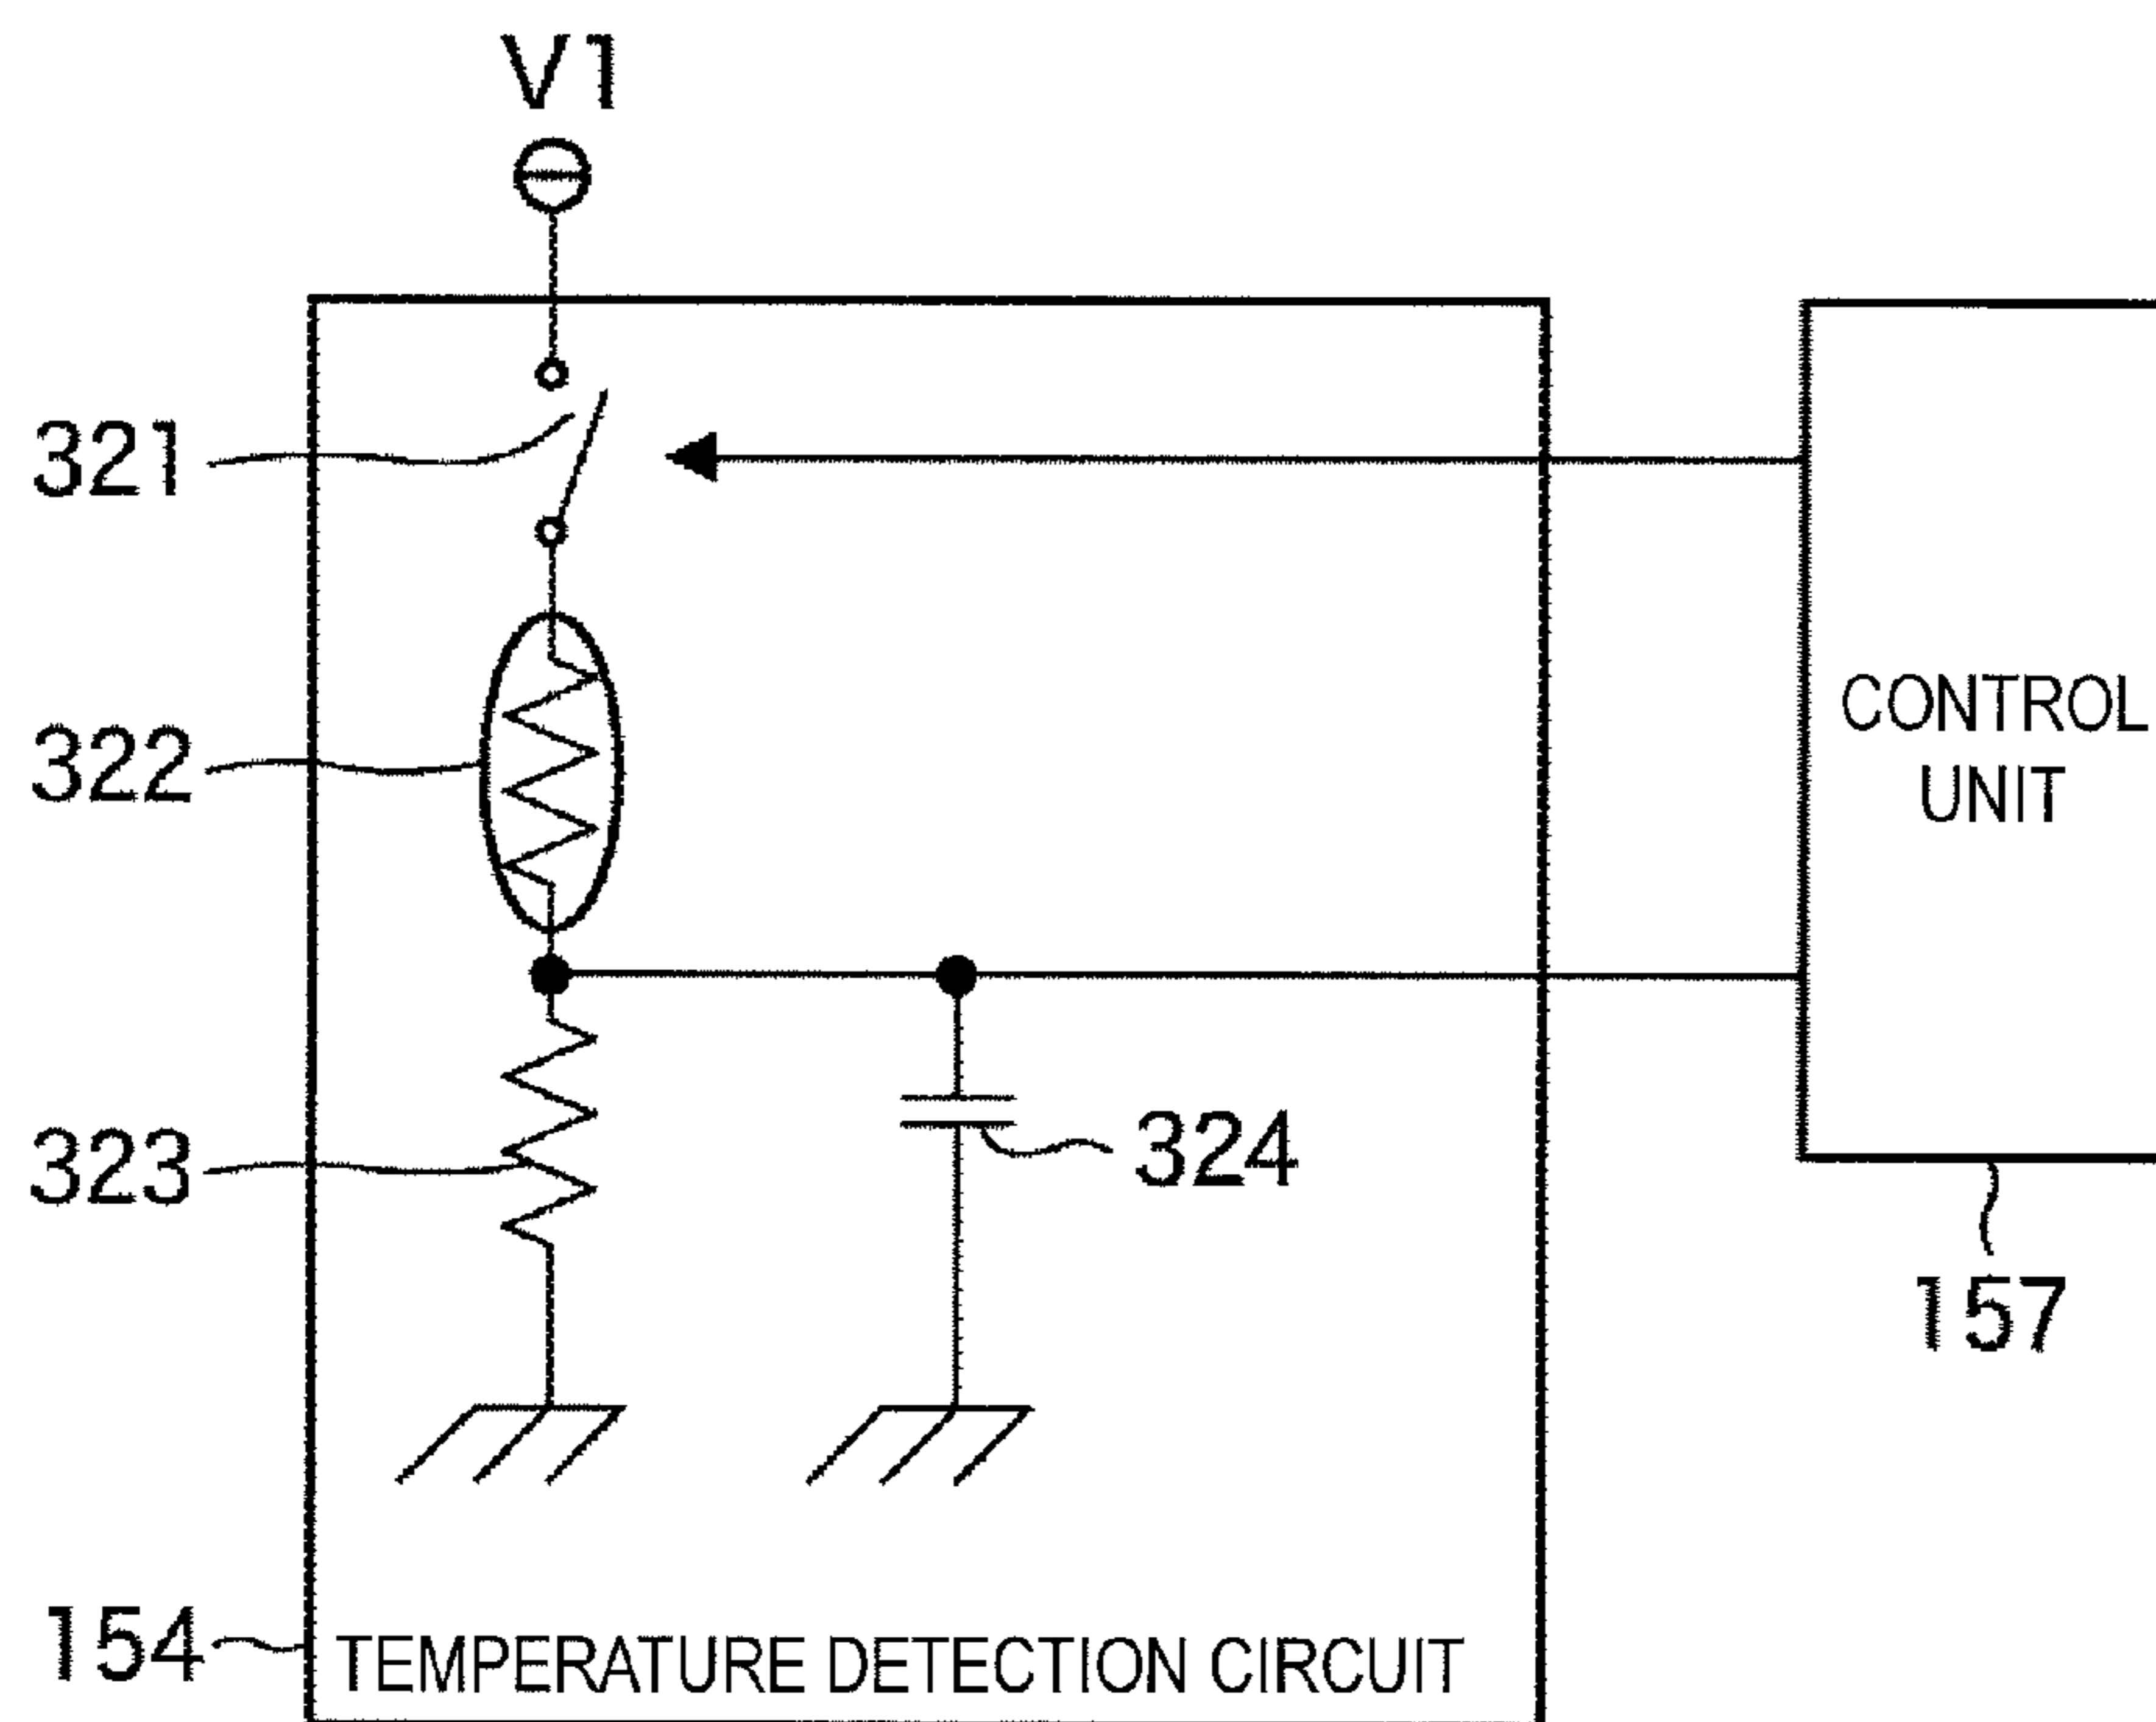 V1
321
322
CONTROL
UNIT
323
324
157
154
TEMPERATURE DETECTION CIRCUIT